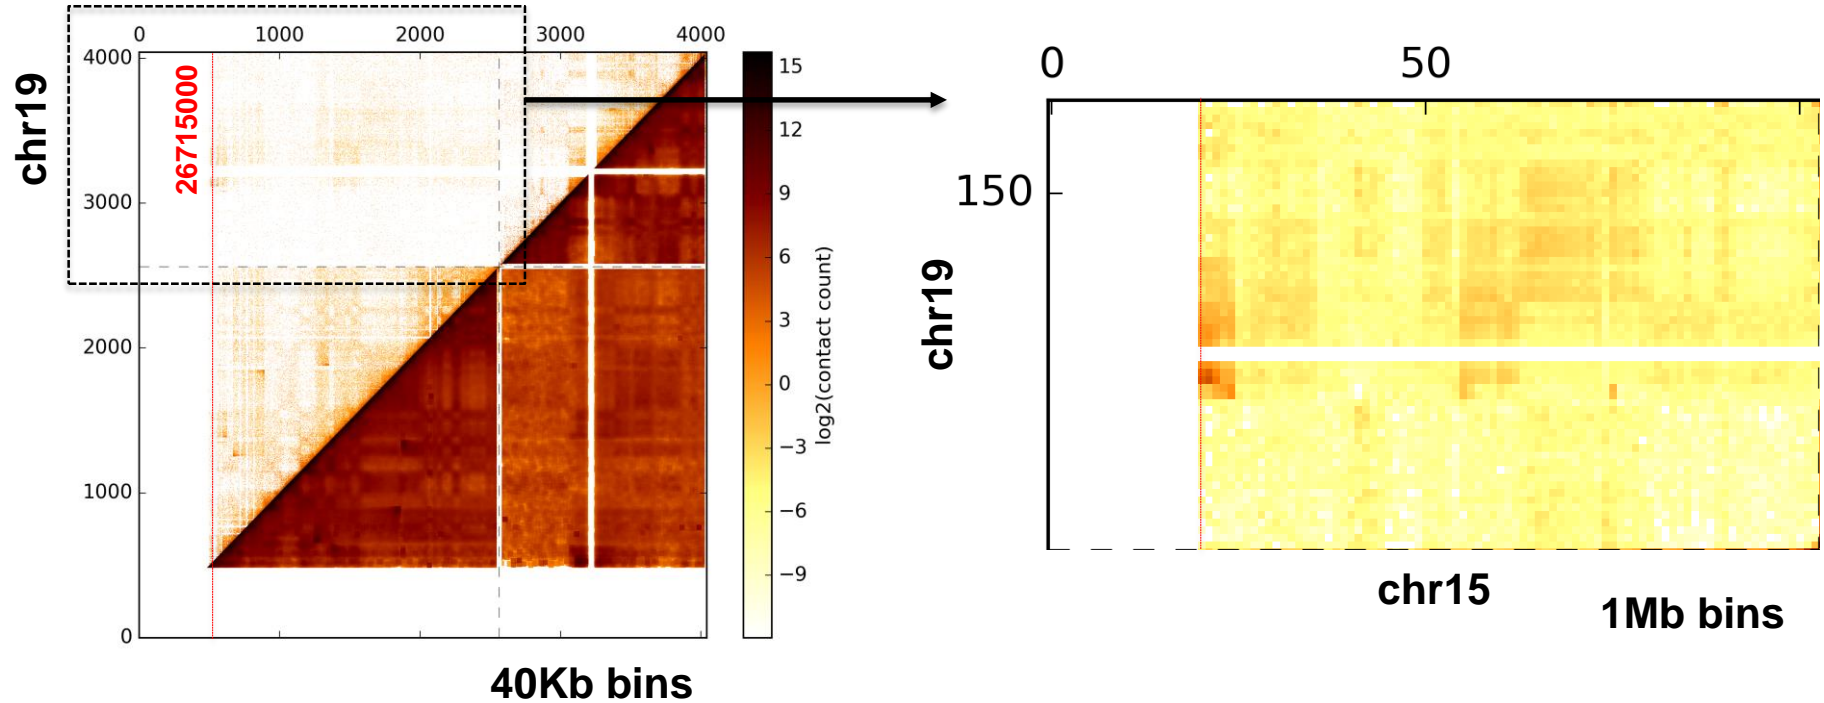 0 1000 2000 3000 4000
4000
3000
2000
1000
0
chr19
26715000
15
12
9
6
3
0
−3
−6
−9
log2(contact count)
40Kb bins
0 50
150
chr19
chr15
1Mb bins